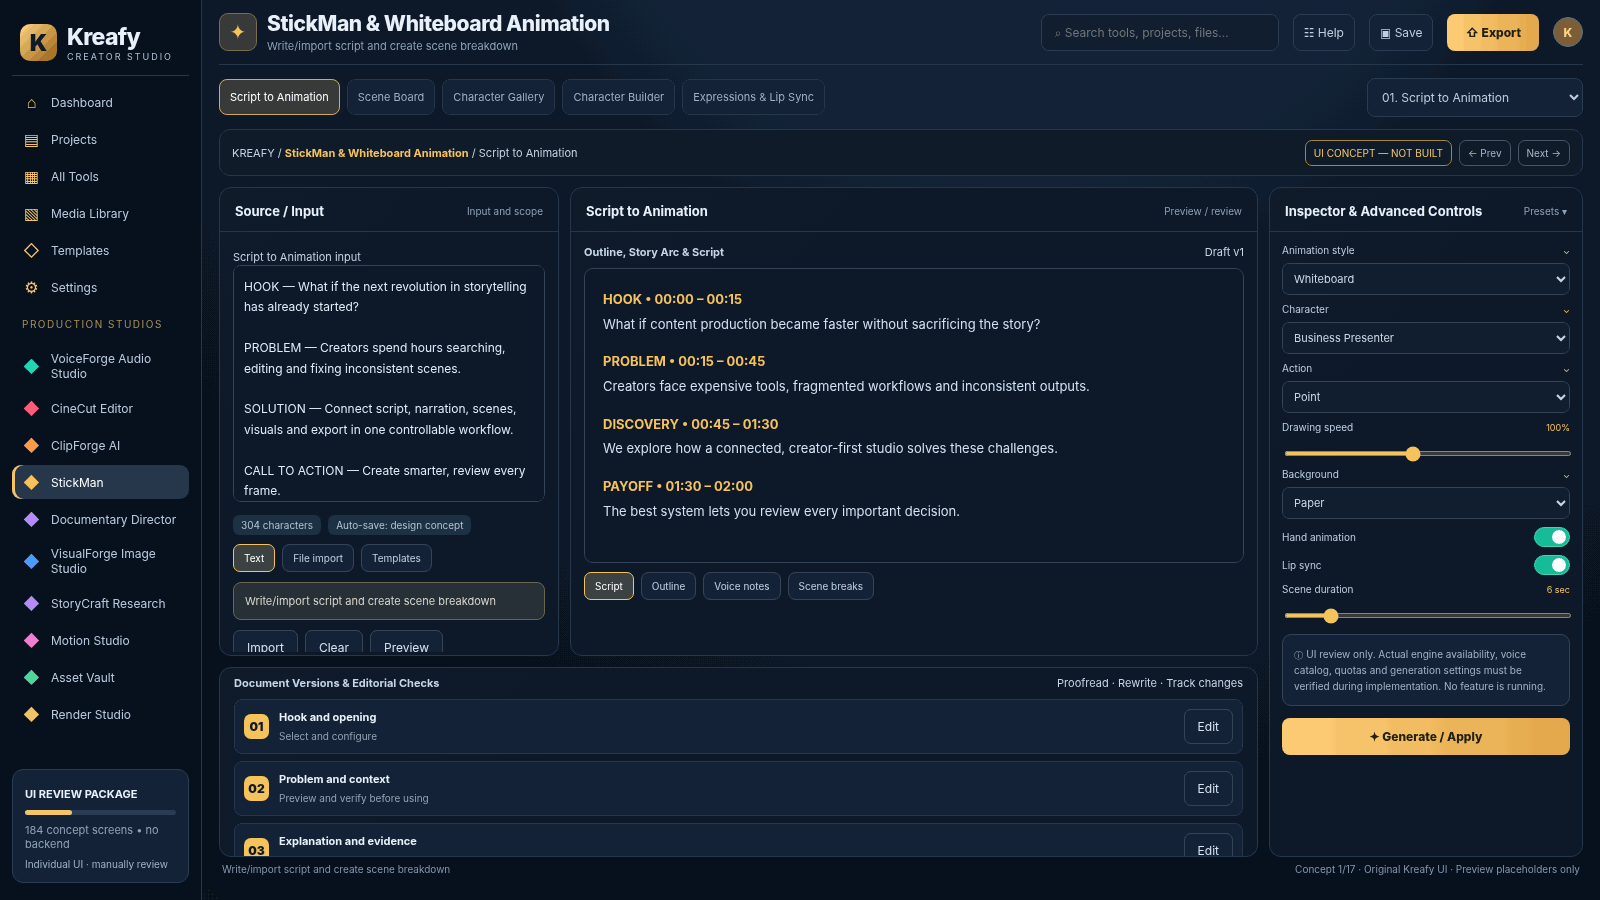 K
Kreafy
CREATOR STUDIO
Dashboard
Projects
All Tools
Media Library
Templates
Settings
PRODUCTION STUDIOS
VoiceForge Audio
Studio
CineCut Editor
ClipForge AI
StickMan
Documentary Director
VisualForge Image
Studio
StoryCraft Research
Motion Studio
Asset Vault
Render Studio
UI REVIEW PACKAGE
184 concept screens • no
backend
Individual UI · manually review
StickMan & Whiteboard Animation
Write/import script and create scene breakdown
Search tools, projects, files...
Help
Save
Export
K
Script to Animation
Scene Board
Character Gallery
Character Builder
Expressions & Lip Sync
01. Script to Animation
KREAFY / StickMan & Whiteboard Animation / Script to Animation
UI CONCEPT — NOT BUILT
← Prev
Next →
Source / Input
Input and scope
Script to Animation input
HOOK — What if the next revolution in storytelling
has already started?
PROBLEM — Creators spend hours searching,
editing and fixing inconsistent scenes.
SOLUTION — Connect script, narration, scenes,
visuals and export in one controllable workflow.
CALL TO ACTION — Create smarter, review every
frame.
304 characters
Auto-save: design concept
Text
File import
Templates
Write/import script and create scene breakdown
Import
Clear
Preview
Script to Animation
Preview / review
Outline, Story Arc & Script
Draft v1
HOOK • 00:00 – 00:15
What if content production became faster without sacrificing the story?
PROBLEM • 00:15 – 00:45
Creators face expensive tools, fragmented workflows and inconsistent outputs.
DISCOVERY • 00:45 – 01:30
We explore how a connected, creator-first studio solves these challenges.
PAYOFF • 01:30 – 02:00
The best system lets you review every important decision.
Script
Outline
Voice notes
Scene breaks
Document Versions & Editorial Checks
Proofread · Rewrite · Track changes
01
Hook and opening
Select and configure
Edit
02
Problem and context
Preview and verify before using
Edit
03
Explanation and evidence
Edit
Inspector & Advanced Controls
Presets ▾
Animation style
Whiteboard
Character
Business Presenter
Action
Point
Drawing speed
100%
Background
Paper
Hand animation
Lip sync
Scene duration
6 sec
ⓘ UI review only. Actual engine availability, voice
catalog, quotas and generation settings must be
verified during implementation. No feature is running.
✦ Generate / Apply
Write/import script and create scene breakdown
Concept 1/17 · Original Kreafy UI · Preview placeholders only